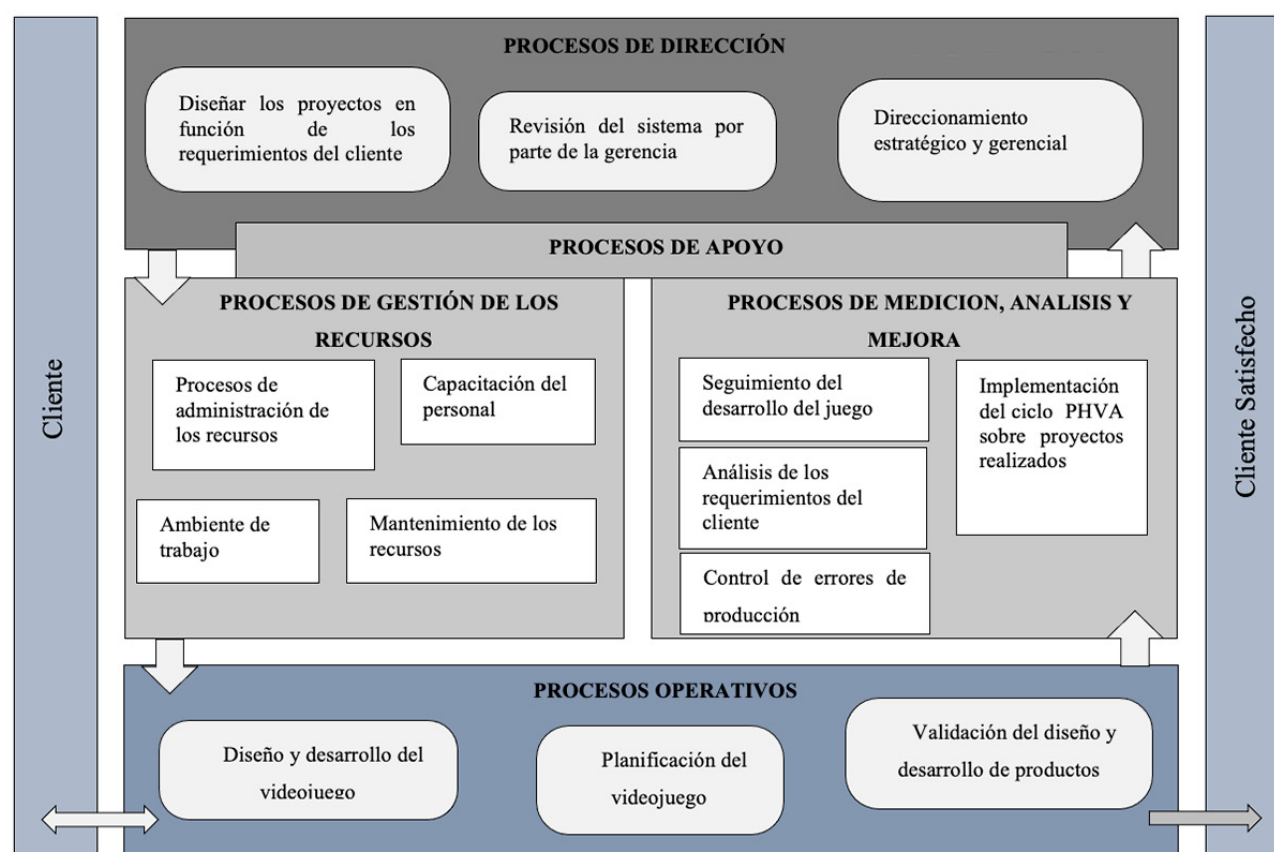 PROCESOS DE DIRECCIÓN
Diseñar los proyectos en
función de los
requerimientos del cliente
Revisión del sistema por
parte de la gerencia
Direccionamiento
estratégico y gerencial
PROCESOS DE APOYO
PROCESOS DE GESTIÓN DE LOS
RECURSOS
Procesos de
administración de
los recursos
Capacitación del
personal
Ambiente de
trabajo
Mantenimiento de los
recursos
PROCESOS DE MEDICION, ANALISIS Y
MEJORA
Seguimiento del
desarrollo del juego
Análisis de los
requerimientos del
cliente
Control de errores de
producción
Implementación
del ciclo PHVA
sobre proyectos
realizados
PROCESOS OPERATIVOS
Diseño y desarrollo del
videojuego
Planificación del
videojuego
Validación del diseño y
desarrollo de productos
Cliente
Cliente Satisfecho